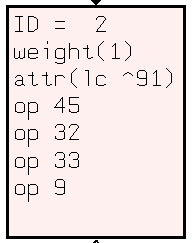 ID =  2
weight(1)
attr(lc ^91)
op 45
op 32
op 33
op 9